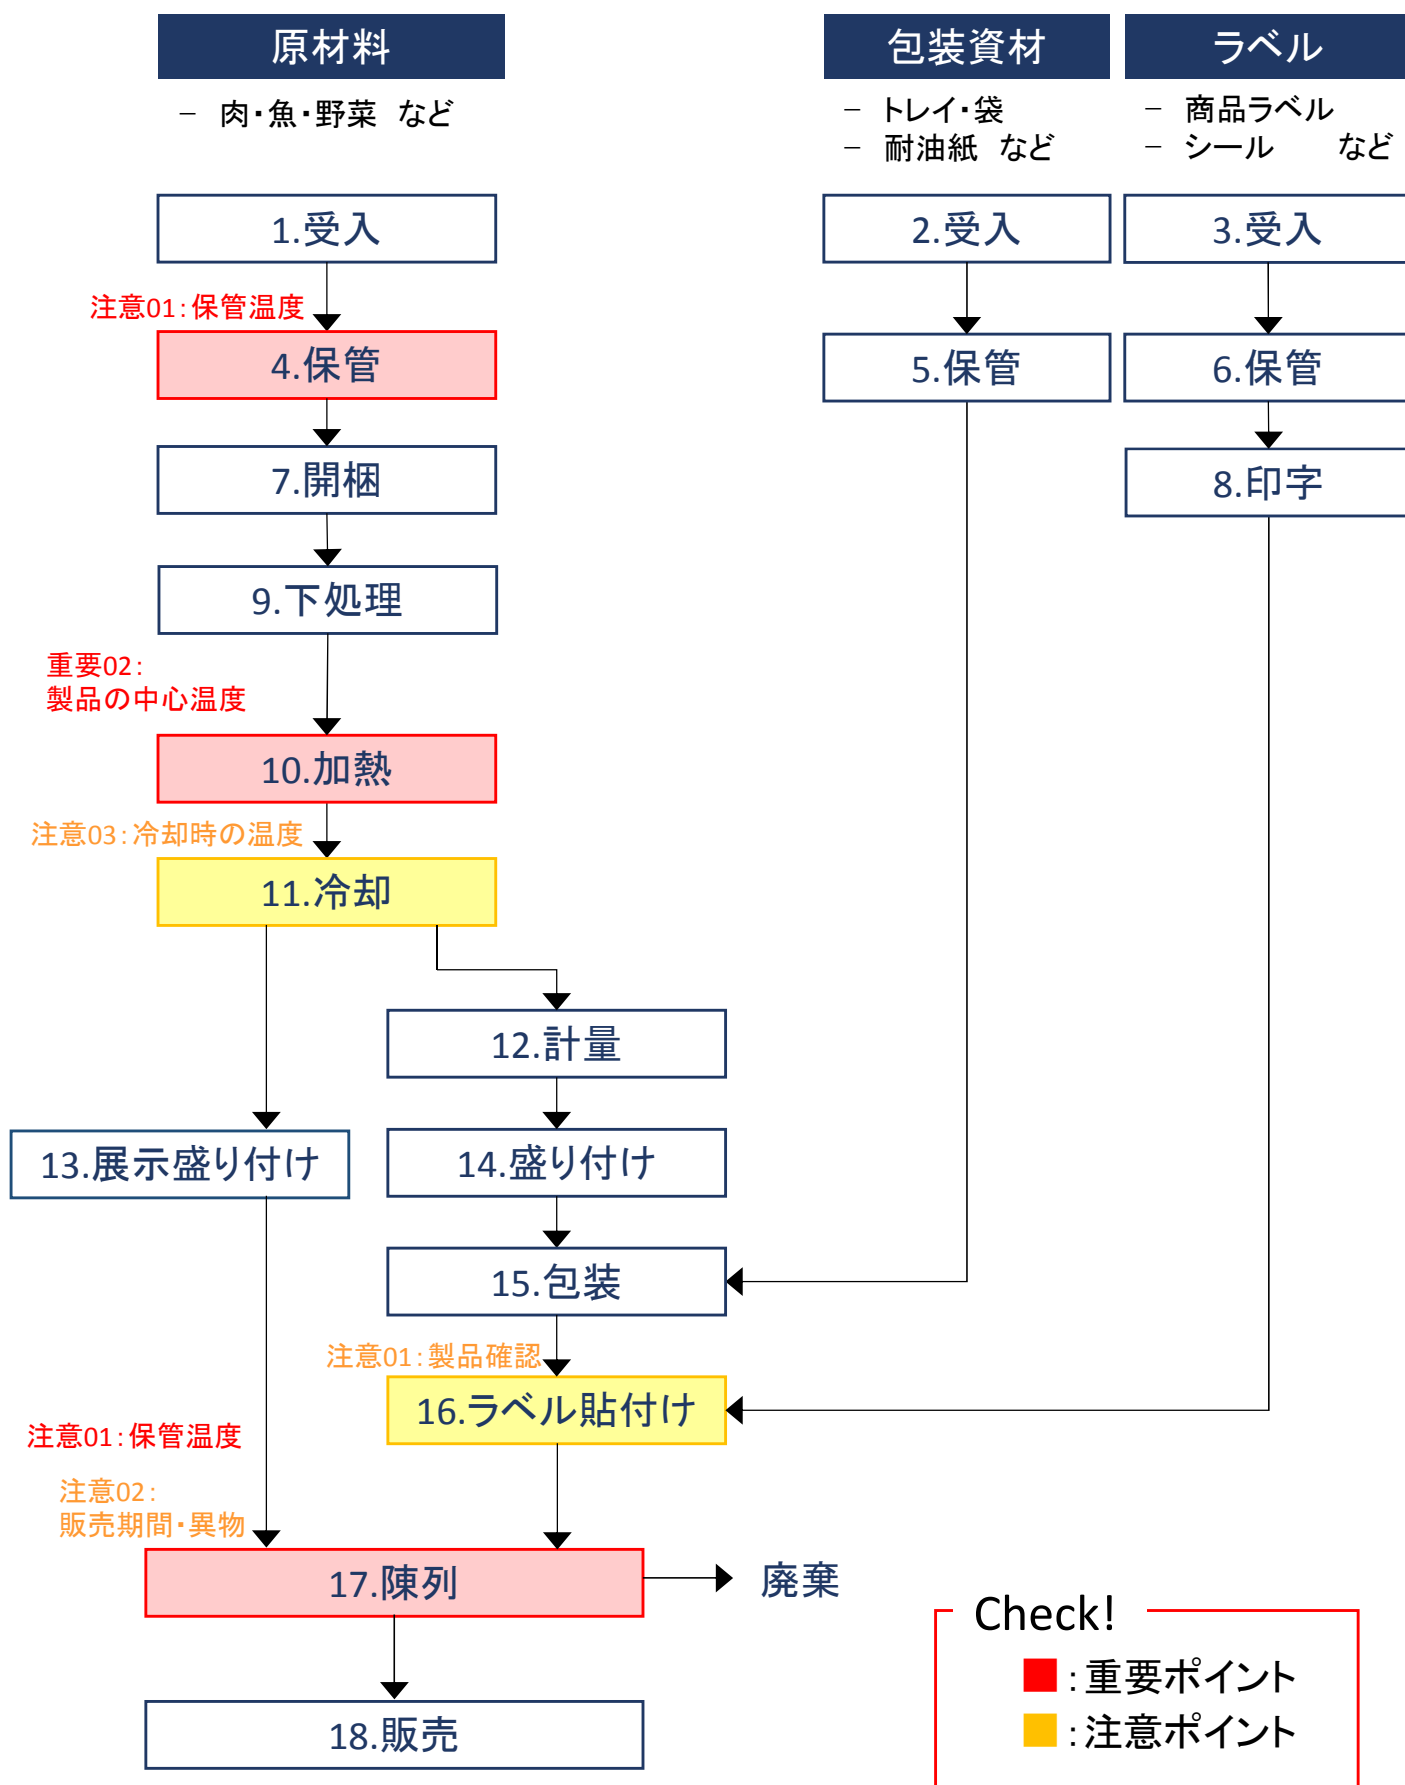 原材料
包装資材
ラベル
－ 肉・魚・野菜 など
－ トレイ・袋
－ 耐油紙 など
－ 商品ラベル
－ シール など
1.受入
2.受入
3.受入
注意01：保管温度
4.保管
5.保管
6.保管
7.開梱
8.印字
9.下処理
重要02：
製品の中心温度
10.加熱
注意03：冷却時の温度
11.冷却
12.計量
13.展示盛り付け
14.盛り付け
15.包装
注意01：製品確認
16.ラベル貼付け
注意01：保管温度
注意02：
販売期間・異物
17.陳列
廃棄
18.販売
Check!
：重要ポイント
：注意ポイント